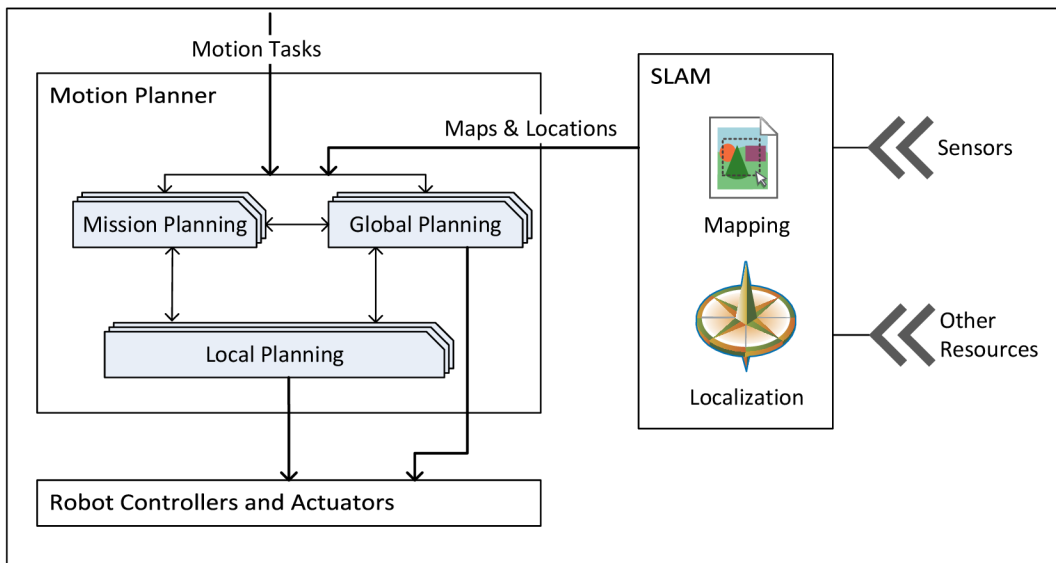 Motion Tasks
Motion Planner
SLAM
Maps & Locations
Sensors
Mission Planning
Global Planning
Mapping
Local Planning
Other
Resources
Localization
Robot Controllers and Actuators